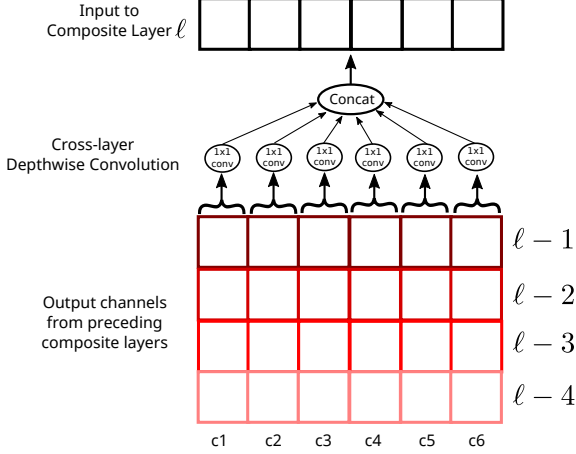 Input to
Composite Layer ℓ
Concat
Cross-layer
Depthwise Convolution
1x1 conv
1x1 conv
1x1 conv
1x1 conv
1x1 conv
1x1 conv
ℓ − 1
ℓ − 2
Output channels
from preceding
composite layers
ℓ − 3
ℓ − 4
c1 c2 c3 c4 c5 c6